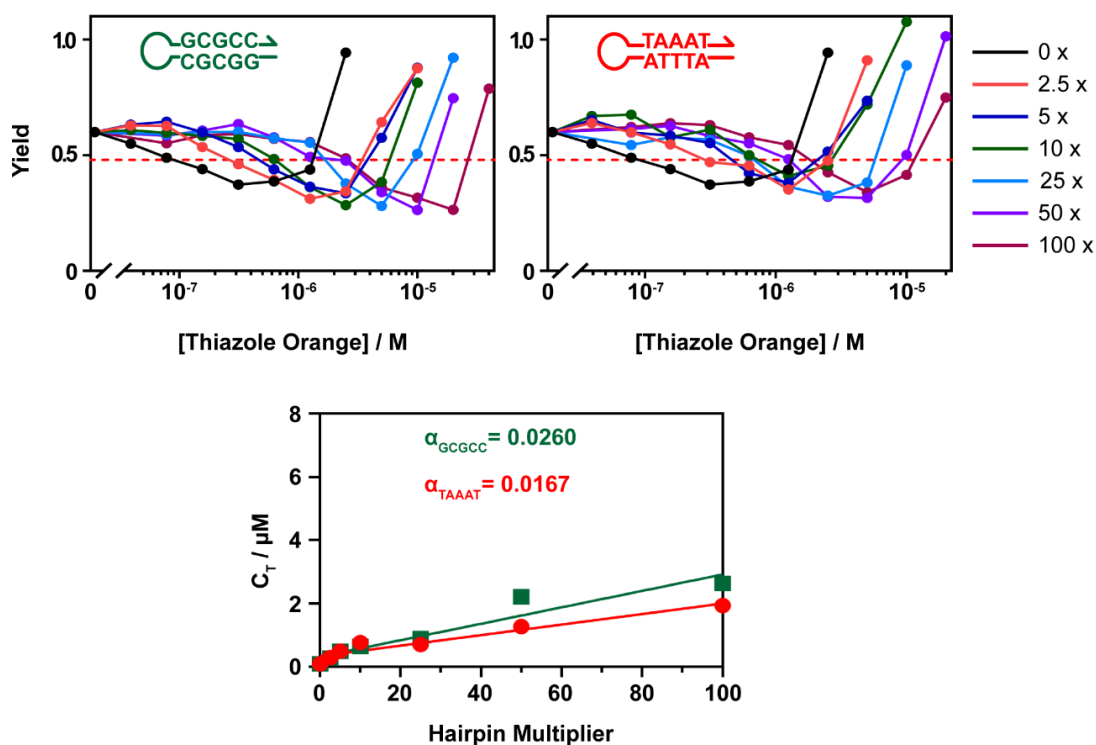 GCGCC
CGCGG
TAAAT
ATTTA
Yield
1.0
0.5
0
0
10⁻⁷
10⁻⁶
10⁻⁵
[Thiazole Orange] / M
1.0
0.5
0
0
10⁻⁷
10⁻⁶
10⁻⁵
[Thiazole Orange] / M
0 x
2.5 x
5 x
10 x
25 x
50 x
100 x
C_T / µM
8
6
4
2
0
α_GCGCC = 0.0260
α_TAAAT = 0.0167
0 20 40 60 80 100
Hairpin Multiplier